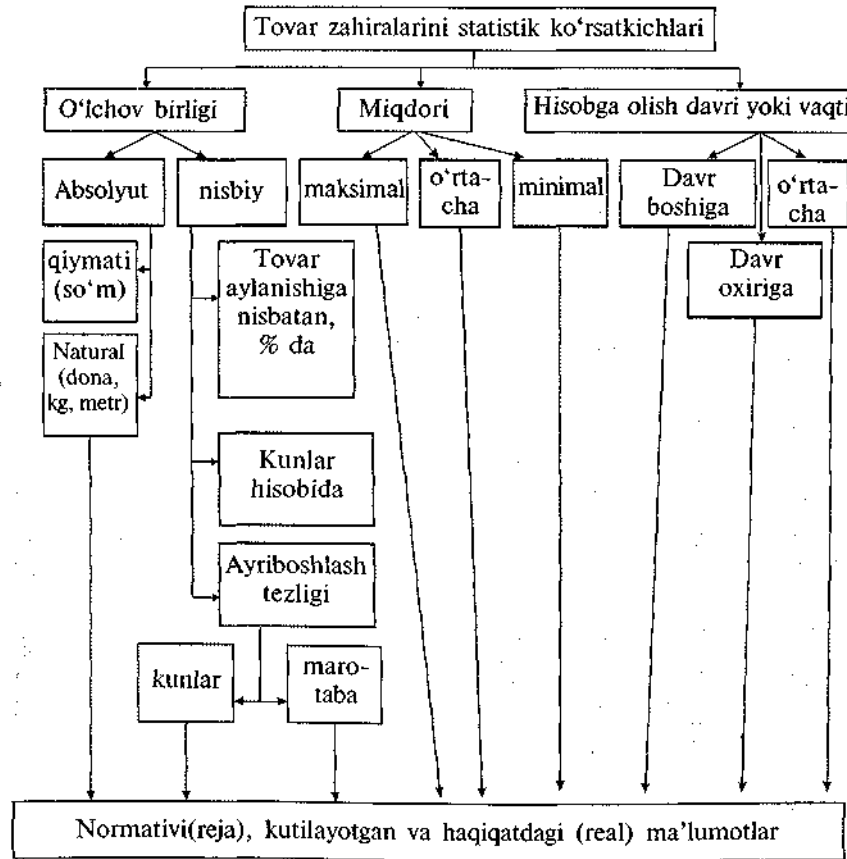 Tovar zahiralarini statistik ko‘rsatkichlari
O‘lchov birligi
Miqdori
Hisobga olish davri yoki vaqti
Absolyut
nisbiy
maksimal
o‘rta-
cha
minimal
Davr
boshiga
o‘rta-
cha
qiymati
(so‘m)
Tovar
aylanishiga
nisbatan,
% da
Davr
oxiriga
Natural
(dona,
kg, metr)
Kunlar
hisobida
Ayriboshlash
tezligi
kunlar
maro-
taba
Normativi(reja), kutilayotgan va haqiqatdagi (real) ma’lumotlar